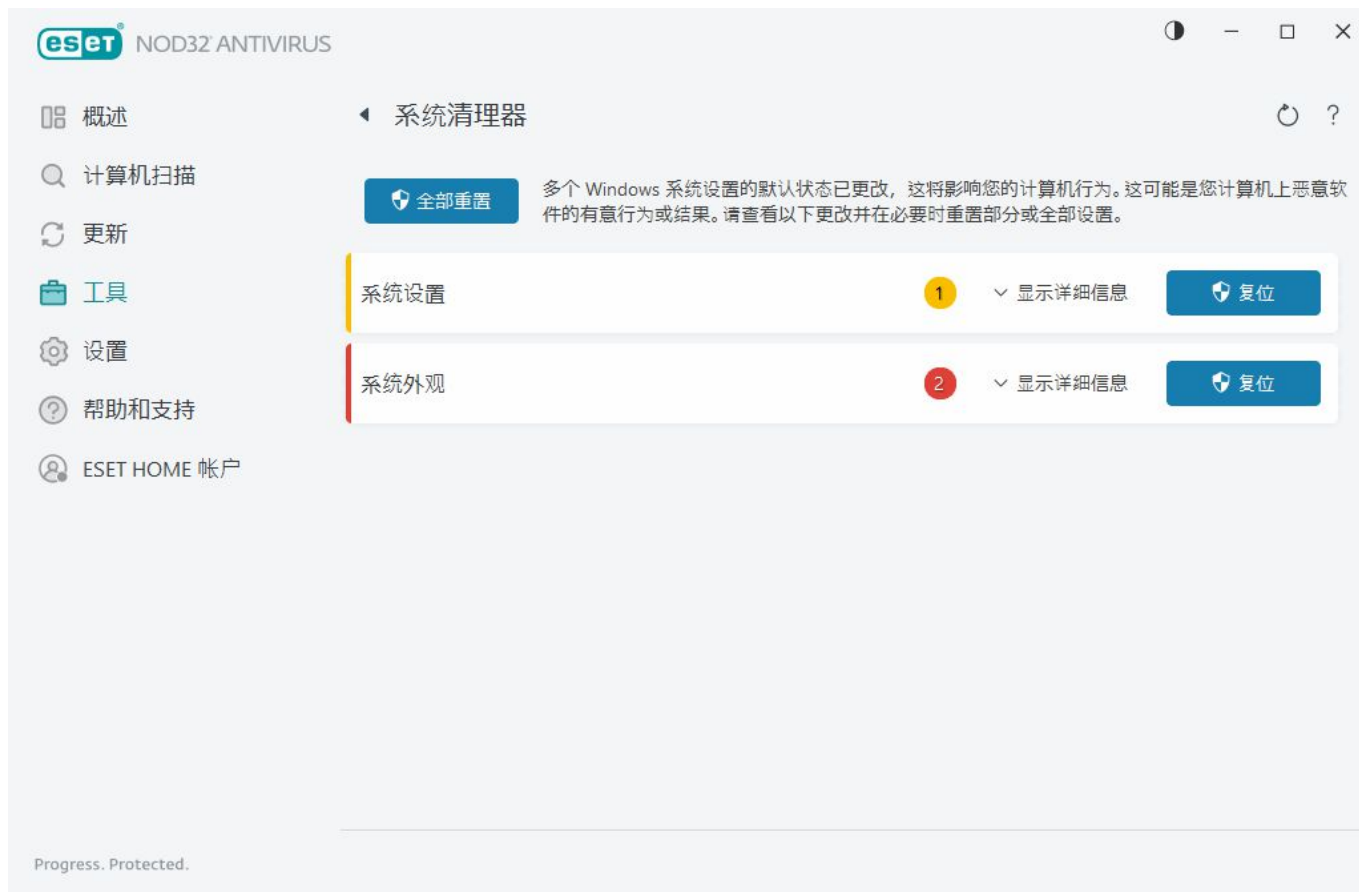 eset® NOD32® ANTIVIRUS
概述
计算机扫描
更新
工具
设置
帮助和支持
ESET HOME 帐户
Progress. Protected.
系统清理器
?
全部重置
多个 Windows 系统设置的默认状态已更改，这将影响您的计算机行为。这可能是您计算机上恶意软
件的有意行为或结果。请查看以下更改并在必要时重置部分或全部设置。
系统设置 1 显示详细信息 复位
系统外观 2 显示详细信息 复位